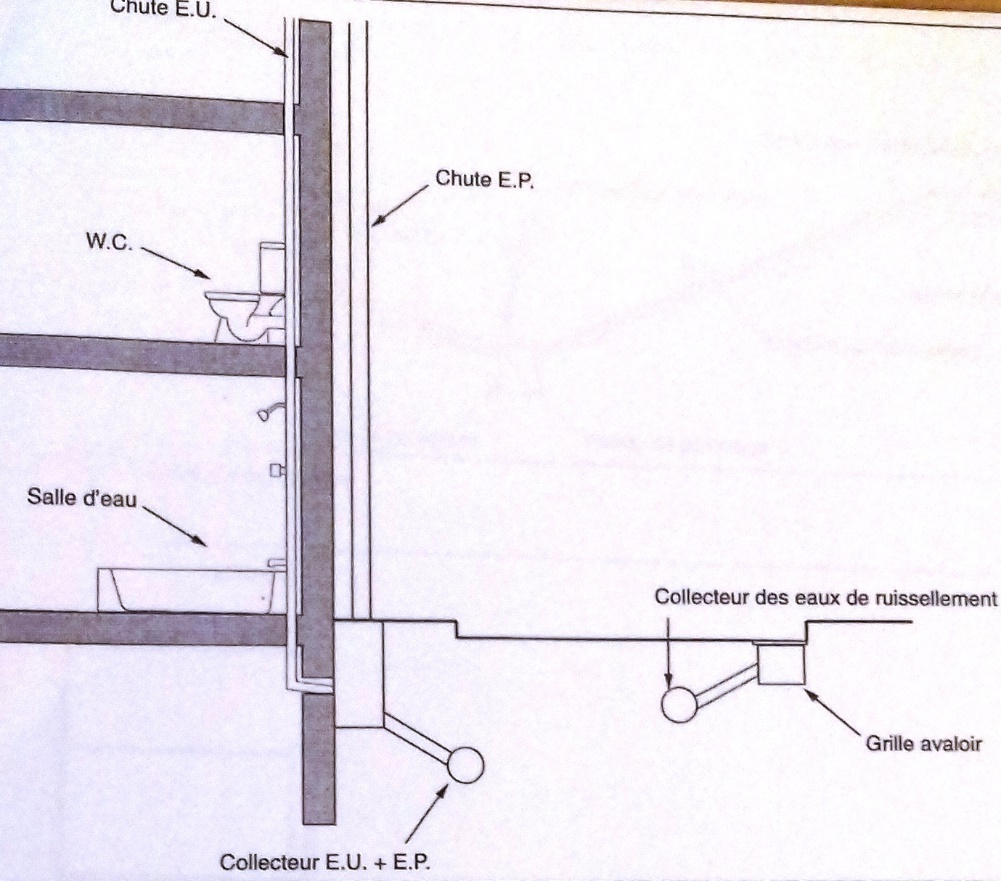 Chute E.U.
Chute E.P.
W.C.
Salle d'eau
Collecteur des eaux de ruissellement
Grille avaloir
Collecteur E.U. + E.P.